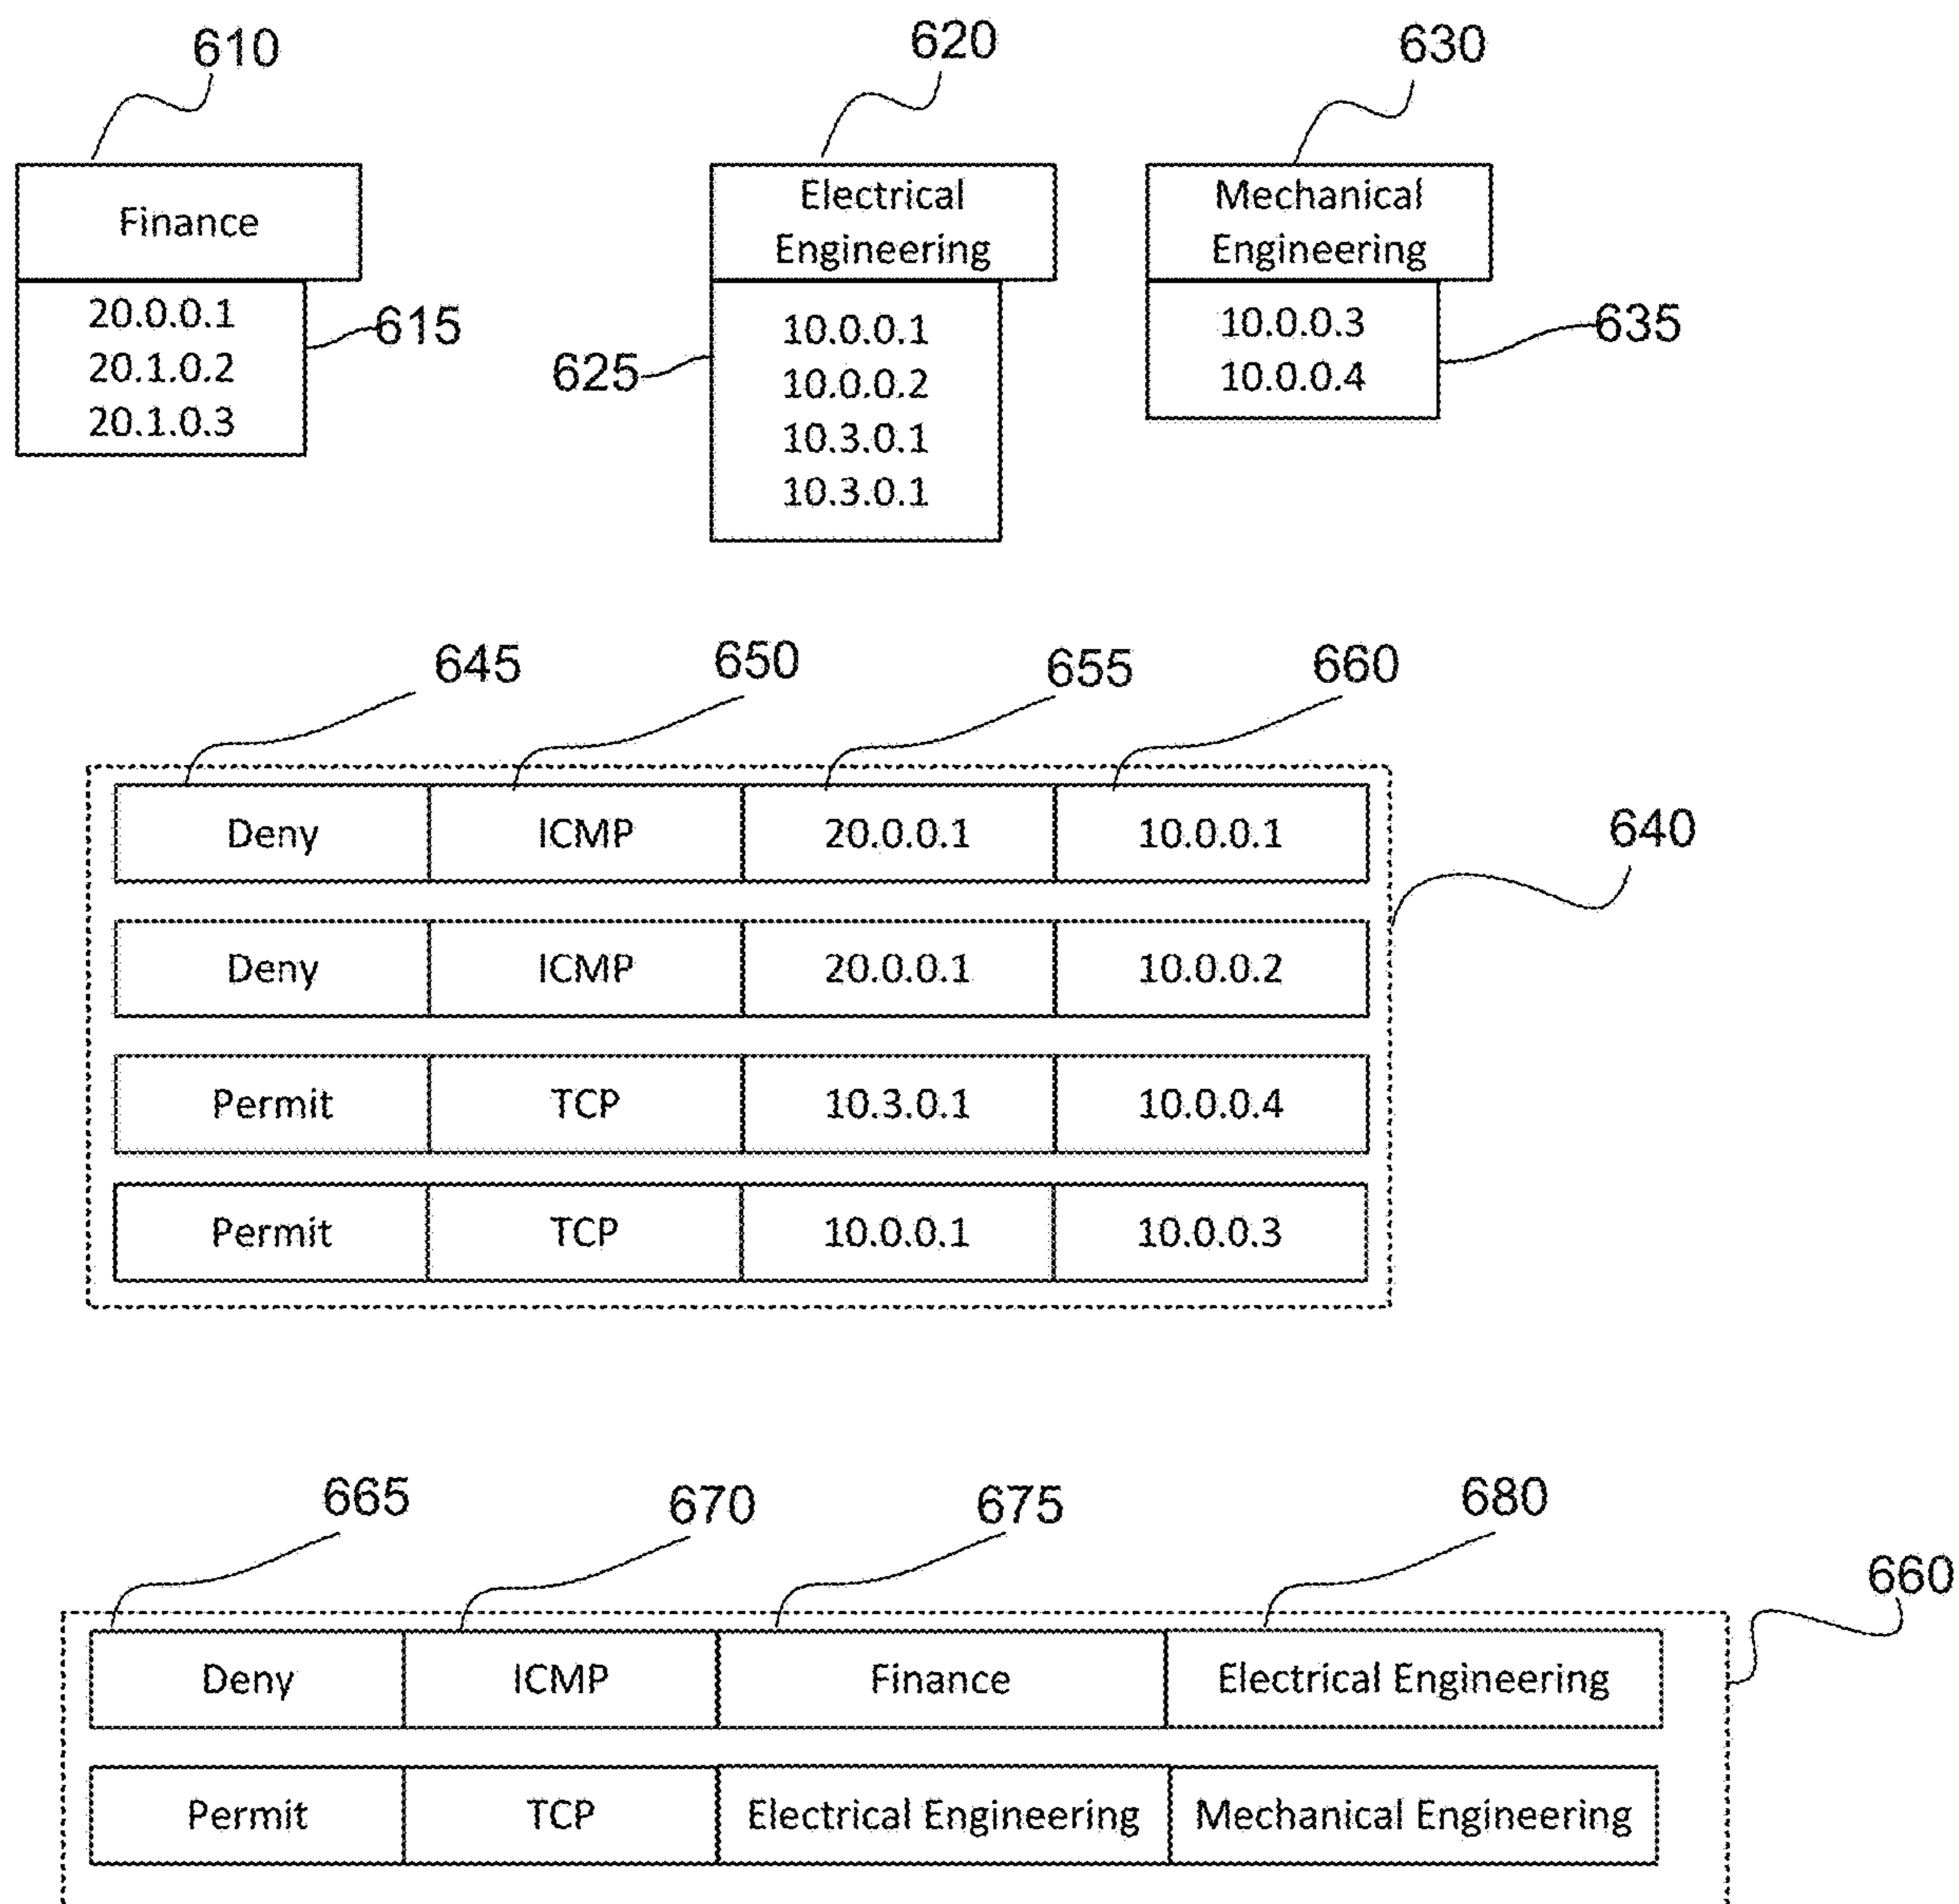 610
620
630
Finance
Electrical
Engineering
Mechanical
Engineering
20.0.0.1
20.1.0.2
20.1.0.3
615
625
10.0.0.1
10.0.0.2
10.3.0.1
10.3.0.1
10.0.0.3
10.0.0.4
635
645 650 655 660
Deny ICMP 20.0.0.1 10.0.0.1
640
Deny ICMP 20.0.0.1 10.0.0.2
Permit TCP 10.3.0.1 10.0.0.4
Permit TCP 10.0.0.1 10.0.0.3
665 670 675 680
660
Deny ICMP Finance Electrical Engineering
Permit TCP Electrical Engineering Mechanical Engineering